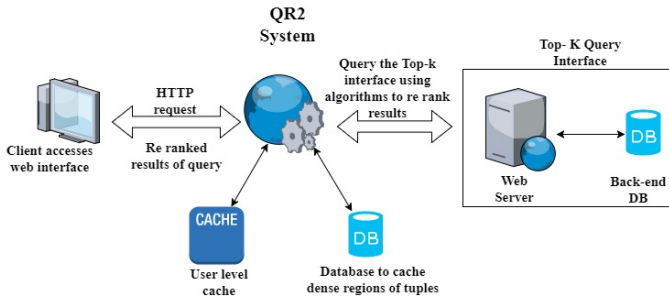 QR2
System
Top- K Query
Interface
Query the Top-k
interface using
algorithms to re rank
results
HTTP
request
Re ranked
results of query
Client accesses
web interface
Web
Server
DB
Back-end
DB
CACHE
User level
cache
DB
Database to cache
dense regions of tuples